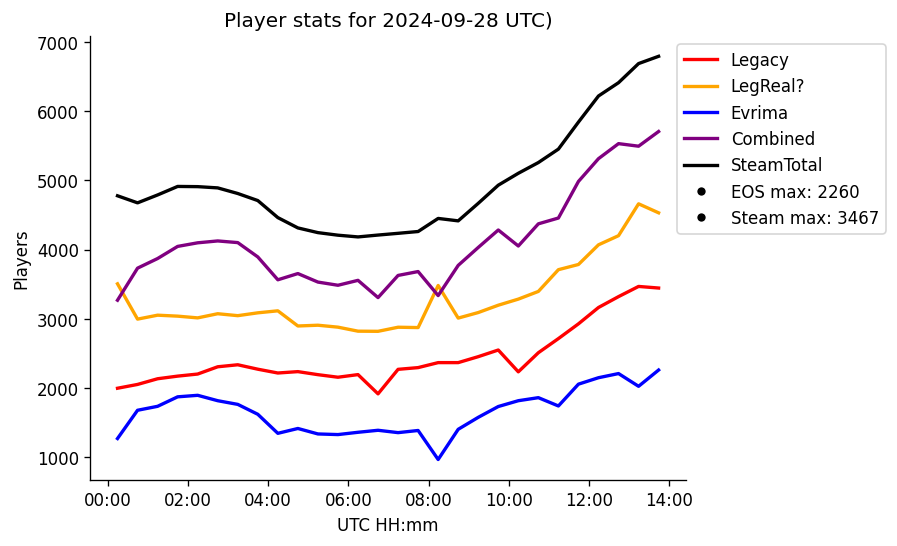 Player stats for 2024-09-28 UTC)
7000
6000
5000
4000
3000
2000
1000
Players
00:00 02:00 04:00 06:00 08:00 10:00 12:00 14:00
UTC HH:mm
Legacy
LegReal?
Evrima
Combined
SteamTotal
EOS max: 2260
Steam max: 3467